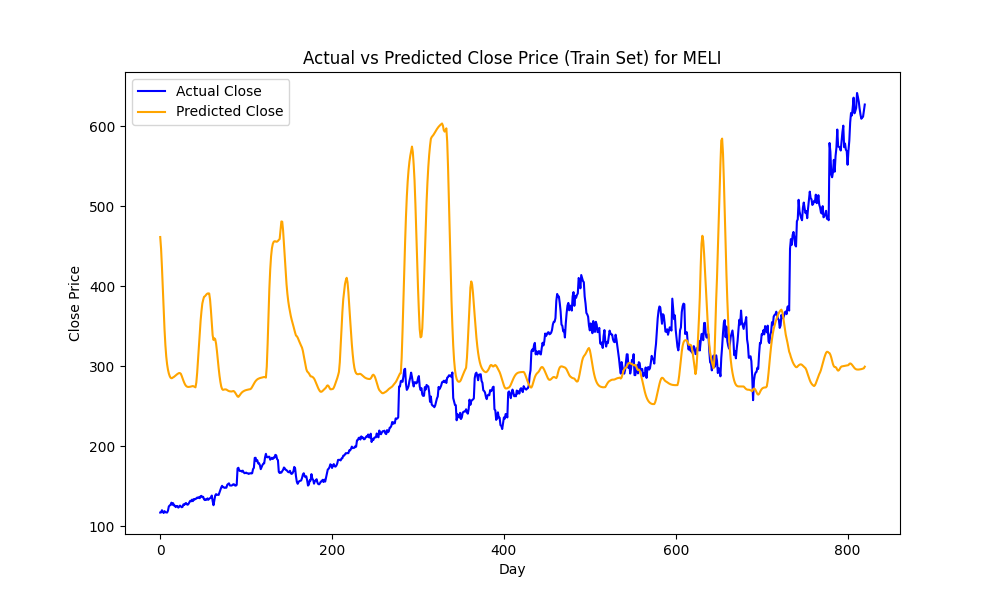 Actual vs Predicted Close Price (Train Set) for MELI
Actual Close
Predicted Close
Close Price
600
500
400
300
200
100
0 200 400 600 800
Day